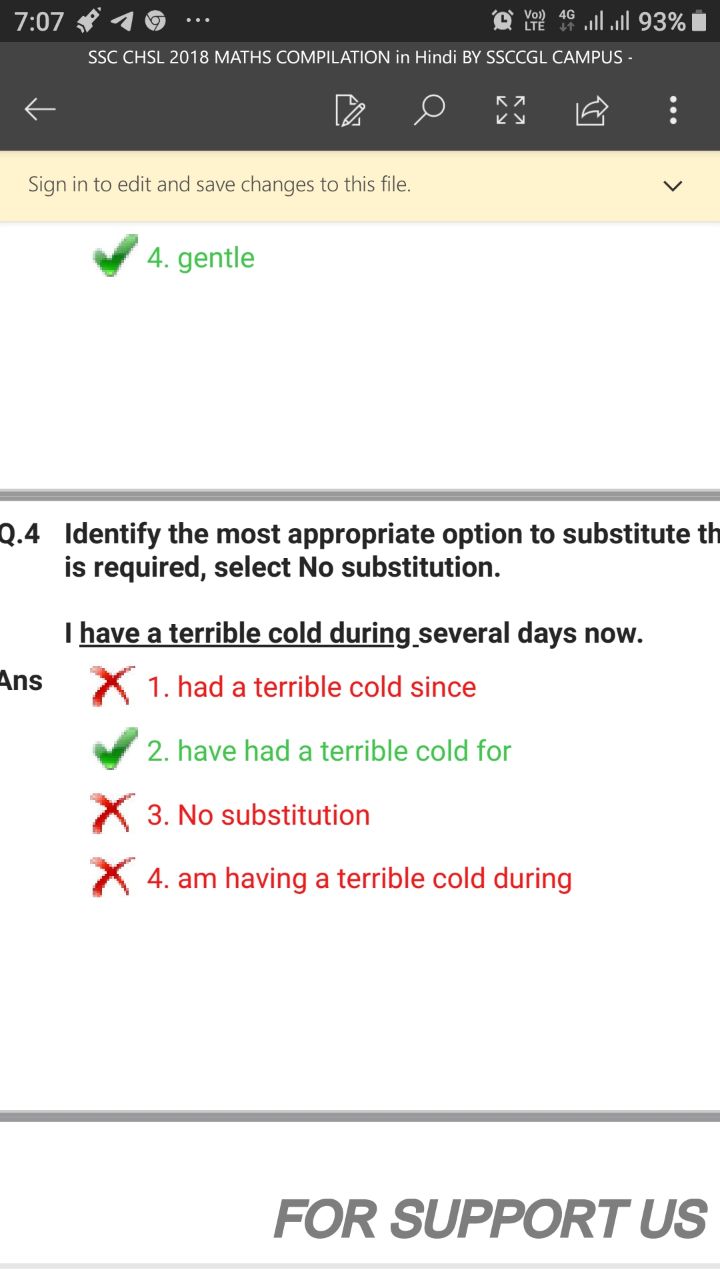 7:07 ... Vo)) LTE 4G 93%
SSC CHSL 2018 MATHS COMPILATION in Hindi BY SSCCGL CAMPUS -
Sign in to edit and save changes to this file.
4. gentle
Q.4 Identify the most appropriate option to substitute th
is required, select No substitution.
I have a terrible cold during several days now.
Ans 1. had a terrible cold since
2. have had a terrible cold for
3. No substitution
4. am having a terrible cold during
FOR SUPPORT US